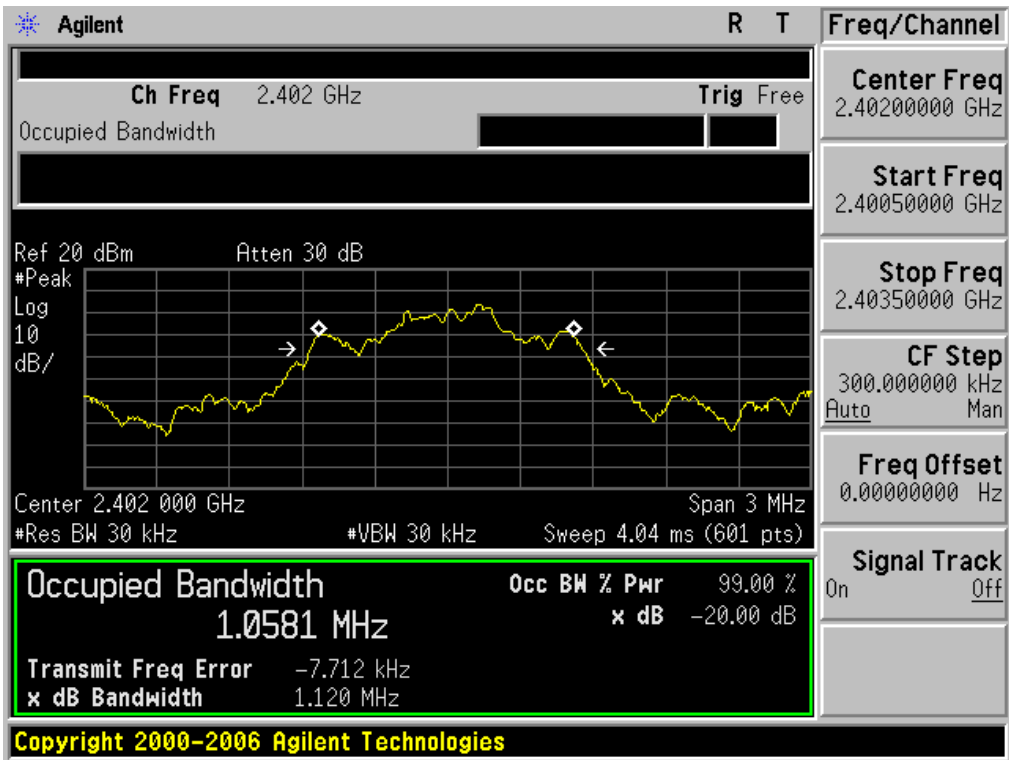 Agilent R T
Ch Freq 2.402 GHz Trig Free
Occupied Bandwidth
Ref 20 dBm Atten 30 dB
#Peak
Log
10
dB/
Center 2.402 000 GHz Span 3 MHz
#Res BW 30 kHz #VBW 30 kHz Sweep 4.04 ms (601 pts)
Occupied Bandwidth Occ BW % Pwr 99.00 %
1.0581 MHz x dB -20.00 dB
Transmit Freq Error -7.712 kHz
x dB Bandwidth 1.120 MHz
Copyright 2000-2006 Agilent Technologies
Freq/Channel
Center Freq
2.40200000 GHz
Start Freq
2.40050000 GHz
Stop Freq
2.40350000 GHz
CF Step
300.000000 kHz
Auto Man
Freq Offset
0.00000000 Hz
Signal Track
On Off